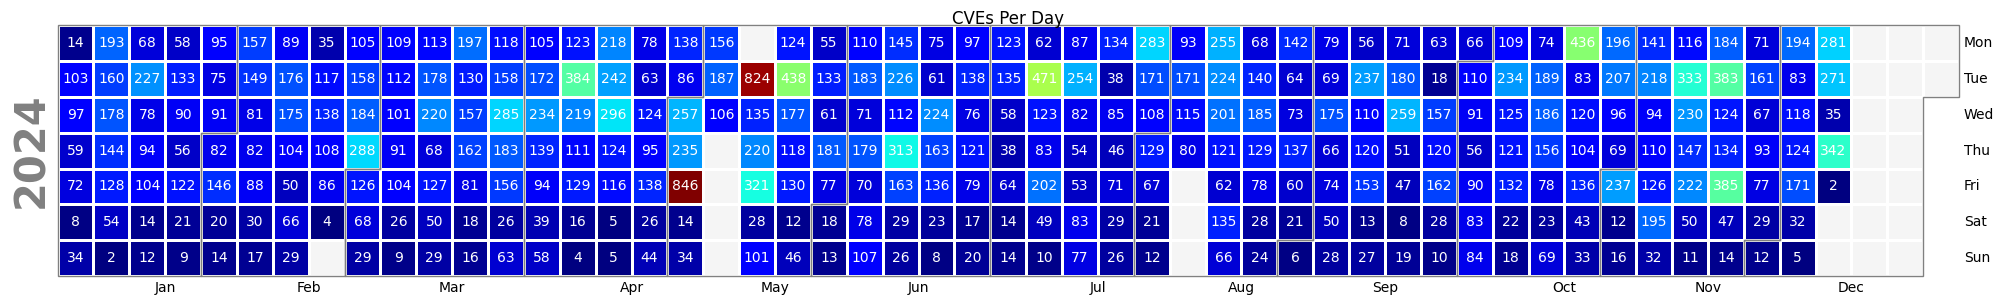 CVEs Per Day
2024
14 193 68 58 95 157 89 35 105 109 113 197 118 105 123 218 78 138 156 124 55 110 145 75 97 123 62 87 134 283 93 255 68 142 79 56 71 63 66 109 74 436 196 141 116 184 71 194 281 Mon
103 160 227 133 75 149 176 117 158 112 178 130 158 172 384 242 63 86 187 824 438 133 183 226 61 138 135 471 254 38 171 171 224 140 64 69 237 180 18 110 234 189 83 207 218 333 383 161 83 271 Tue
97 178 78 90 91 81 175 138 184 101 220 157 285 234 219 296 124 257 106 135 177 61 71 112 224 76 58 123 82 85 108 115 201 185 73 175 110 259 157 91 125 186 120 96 94 230 124 67 118 35 Wed
59 144 94 56 82 82 104 108 288 91 68 162 183 139 111 124 95 235 220 118 181 179 313 163 121 38 83 54 46 129 80 121 129 137 66 120 51 120 56 121 156 104 69 110 147 134 93 124 342 Thu
72 128 104 122 146 88 50 86 126 104 127 81 156 94 129 116 138 846 321 130 77 70 163 136 79 64 202 53 71 67 62 78 60 74 153 47 162 90 132 78 136 237 126 222 385 77 171 2 Fri
8 54 14 21 20 30 66 4 68 26 50 18 26 39 16 5 26 14 28 12 18 78 29 23 17 14 49 83 29 21 135 28 21 50 13 8 28 83 22 23 43 12 195 50 47 29 32 Sat
34 2 12 9 14 17 29 29 9 29 16 63 58 4 5 44 34 101 46 13 107 26 8 20 14 10 77 26 12 66 24 6 28 27 19 10 84 18 69 33 16 32 11 14 12 5 Sun
Jan Feb Mar Apr May Jun Jul Aug Sep Oct Nov Dec